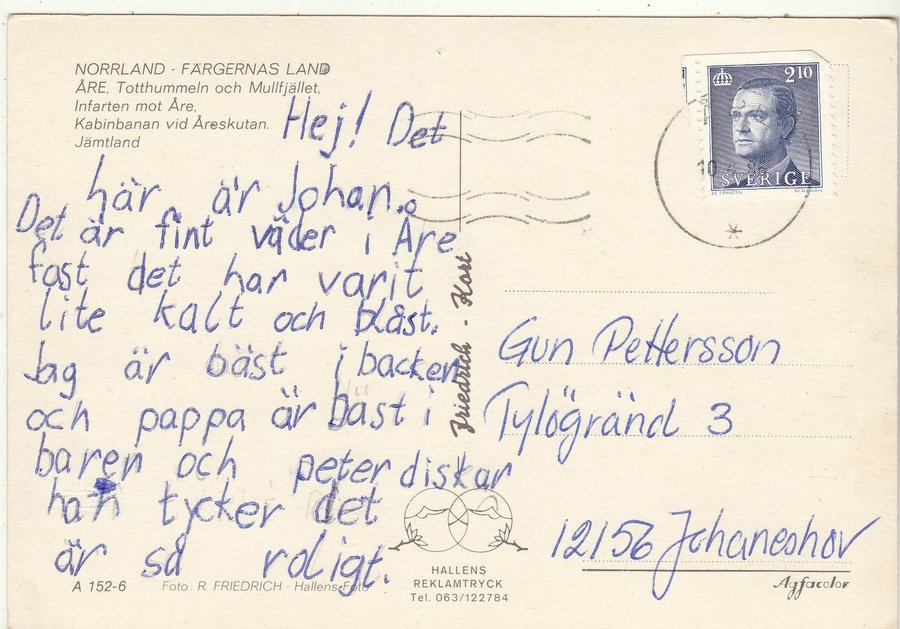 NORRLAND - FÄRGERNAS LAND
ÅRE, Totthummeln och Mullfjället,
Infarten mot Åre,
Kabinbanan vid Åreskutan.
Jämtland
Hej! Det
här är Johan.
Det är fint väder i Åre
fast det har varit
lite kalt och blåst.
Jag är bäst i backen
och pappa är bäst i
baren och peter diskar
han tycker det
är så roligt.
A 152-6 Foto: R. FRIEDRICH - Hallens Foto
Friedrich - Kort
HALLENS
REKLAMTRYCK
Tel. 063/122784
2.10
SVERIGE
10
Gun Pettersson
Tylögränd 3
12156 Johaneshov
Agfacolor